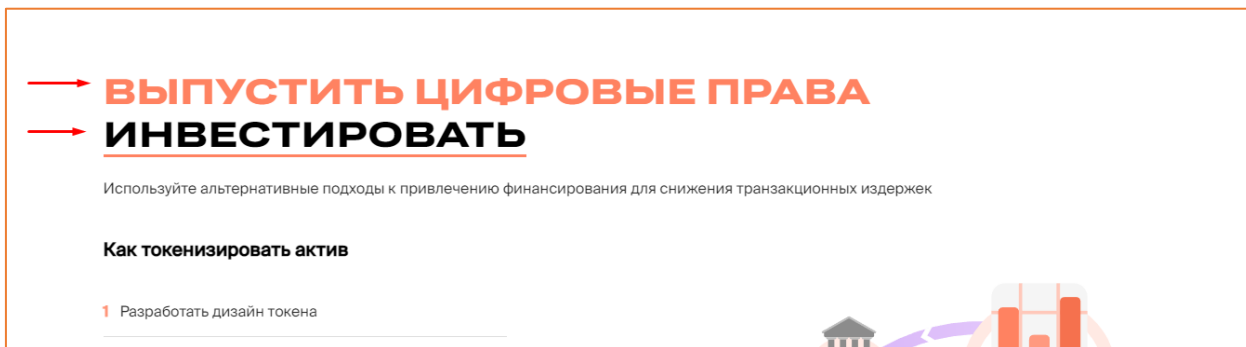 ВЫПУСТИТЬ ЦИФРОВЫЕ ПРАВА
ИНВЕСТИРОВАТЬ
Используйте альтернативные подходы к привлечению финансирования для снижения транзакционных издержек
Как токенизировать актив
1 Разработать дизайн токена